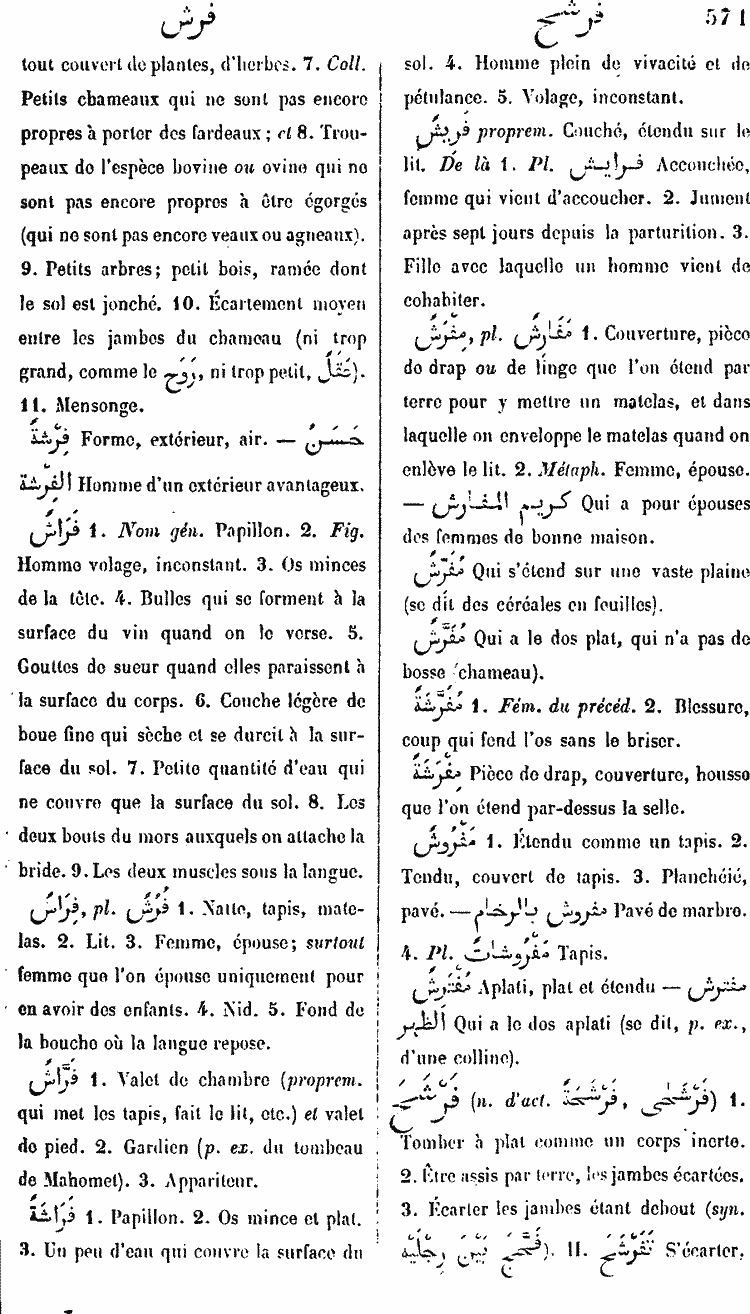 فرش
فرشح 571
tout couvert de plantes, d'herbes. 7. Coll.
Petits chameaux qui ne sont pas encore
propres à porter des fardeaux ; et 8. Trou-
peaux de l'espèce bovine ou ovine qui ne
sont pas encore propres à être égorgés
(qui ne sont pas encore veaux ou agneaux).
9. Petits arbres; petit bois, ramée dont
le sol est jonché. 10. Écartement moyen
entre les jambes du chameau (ni trop
grand, comme le رَوَح, ni trop petit, عَقَل).
11. Mensonge.
فِرْشَةٌ Forme, extérieur, air. — حَسَنُ
الفِرْشَة Homme d'un extérieur avantageux.
فَرَاشٌ 1. Nom gén. Papillon. 2. Fig.
Homme volage, inconstant. 3. Os minces
de la tête. 4. Bulles qui se forment à la
surface du vin quand on le verse. 5.
Gouttes de sueur quand elles paraissent à
la surface du corps. 6. Couche légère de
boue fine qui sèche et se durcit à la sur-
face du sol. 7. Petite quantité d'eau qui
ne couvre que la surface du sol. 8. Les
deux bouts du mors auxquels on attache la
bride. 9. Les deux muscles sous la langue.
فِرَاشٌ, pl. فُرُشٌ 1. Natte, tapis, mate-
las. 2. Lit. 3. Femme, épouse; surtout
femme que l'on épouse uniquement pour
en avoir des enfants. 4. Nid. 5. Fond de
la bouche où la langue repose.
فَرَّاشٌ 1. Valet de chambre (proprem.
qui met les tapis, fait le lit, etc.) et valet
de pied. 2. Gardien (p. ex. du tombeau
de Mahomet). 3. Appariteur.
فَرَاشَةٌ 1. Papillon. 2. Os mince et plat.
3. Un peu d'eau qui couvre la surface du
sol. 4. Homme plein de vivacité et de
pétulance. 5. Volage, inconstant.
فَرِيشٌ proprem. Couché, étendu sur le
lit. De là 1. Pl. فرايش Accouchée,
femme qui vient d'accoucher. 2. Jument
après sept jours depuis la parturition. 3.
Fille avec laquelle un homme vient de
cohabiter.
مِفْرَشٌ, pl. مَفَارِشُ 1. Couverture, pièce
de drap ou de linge que l'on étend par
terre pour y mettre un matelas, et dans
laquelle on enveloppe le matelas quand on
enlève le lit. 2. Métaph. Femme, épouse.
— كريم المفارش Qui a pour épouses
des femmes de bonne maison.
مُفَرِّشٌ Qui s'étend sur une vaste plaine
(se dit des céréales en feuilles).
مُفَرَّشٌ Qui a le dos plat, qui n'a pas de
bosse (chameau).
مُفَرَّشَةٌ 1. Fém. du précéd. 2. Blessure,
coup qui fend l'os sans le briser.
مِفْرَشَةٌ Pièce de drap, couverture, housse
que l'on étend par-dessus la selle.
مَفْرُوشٌ 1. Étendu comme un tapis. 2.
Tendu, couvert de tapis. 3. Planchéié,
pavé. — مفروش بالرخام Pavé de marbre.
4. Pl. مَفْرُوشَاتٌ Tapis.
مُفْتَرِشٌ Aplati, plat et étendu — مفترش
الظهر Qui a le dos aplati (se dit, p. ex.,
d'une colline).
فَرْشَحَ (n. d'act. فَرْشَحَةٌ, فَرْشَحَى) 1.
Tomber à plat comme un corps inerte.
2. Être assis par terre, les jambes écartées.
3. Écarter les jambes étant debout (syn.
فَحَّجَ بَيْنَ رِجْلَيْهِ). II. تَفَرْشَحَ S'écarter,